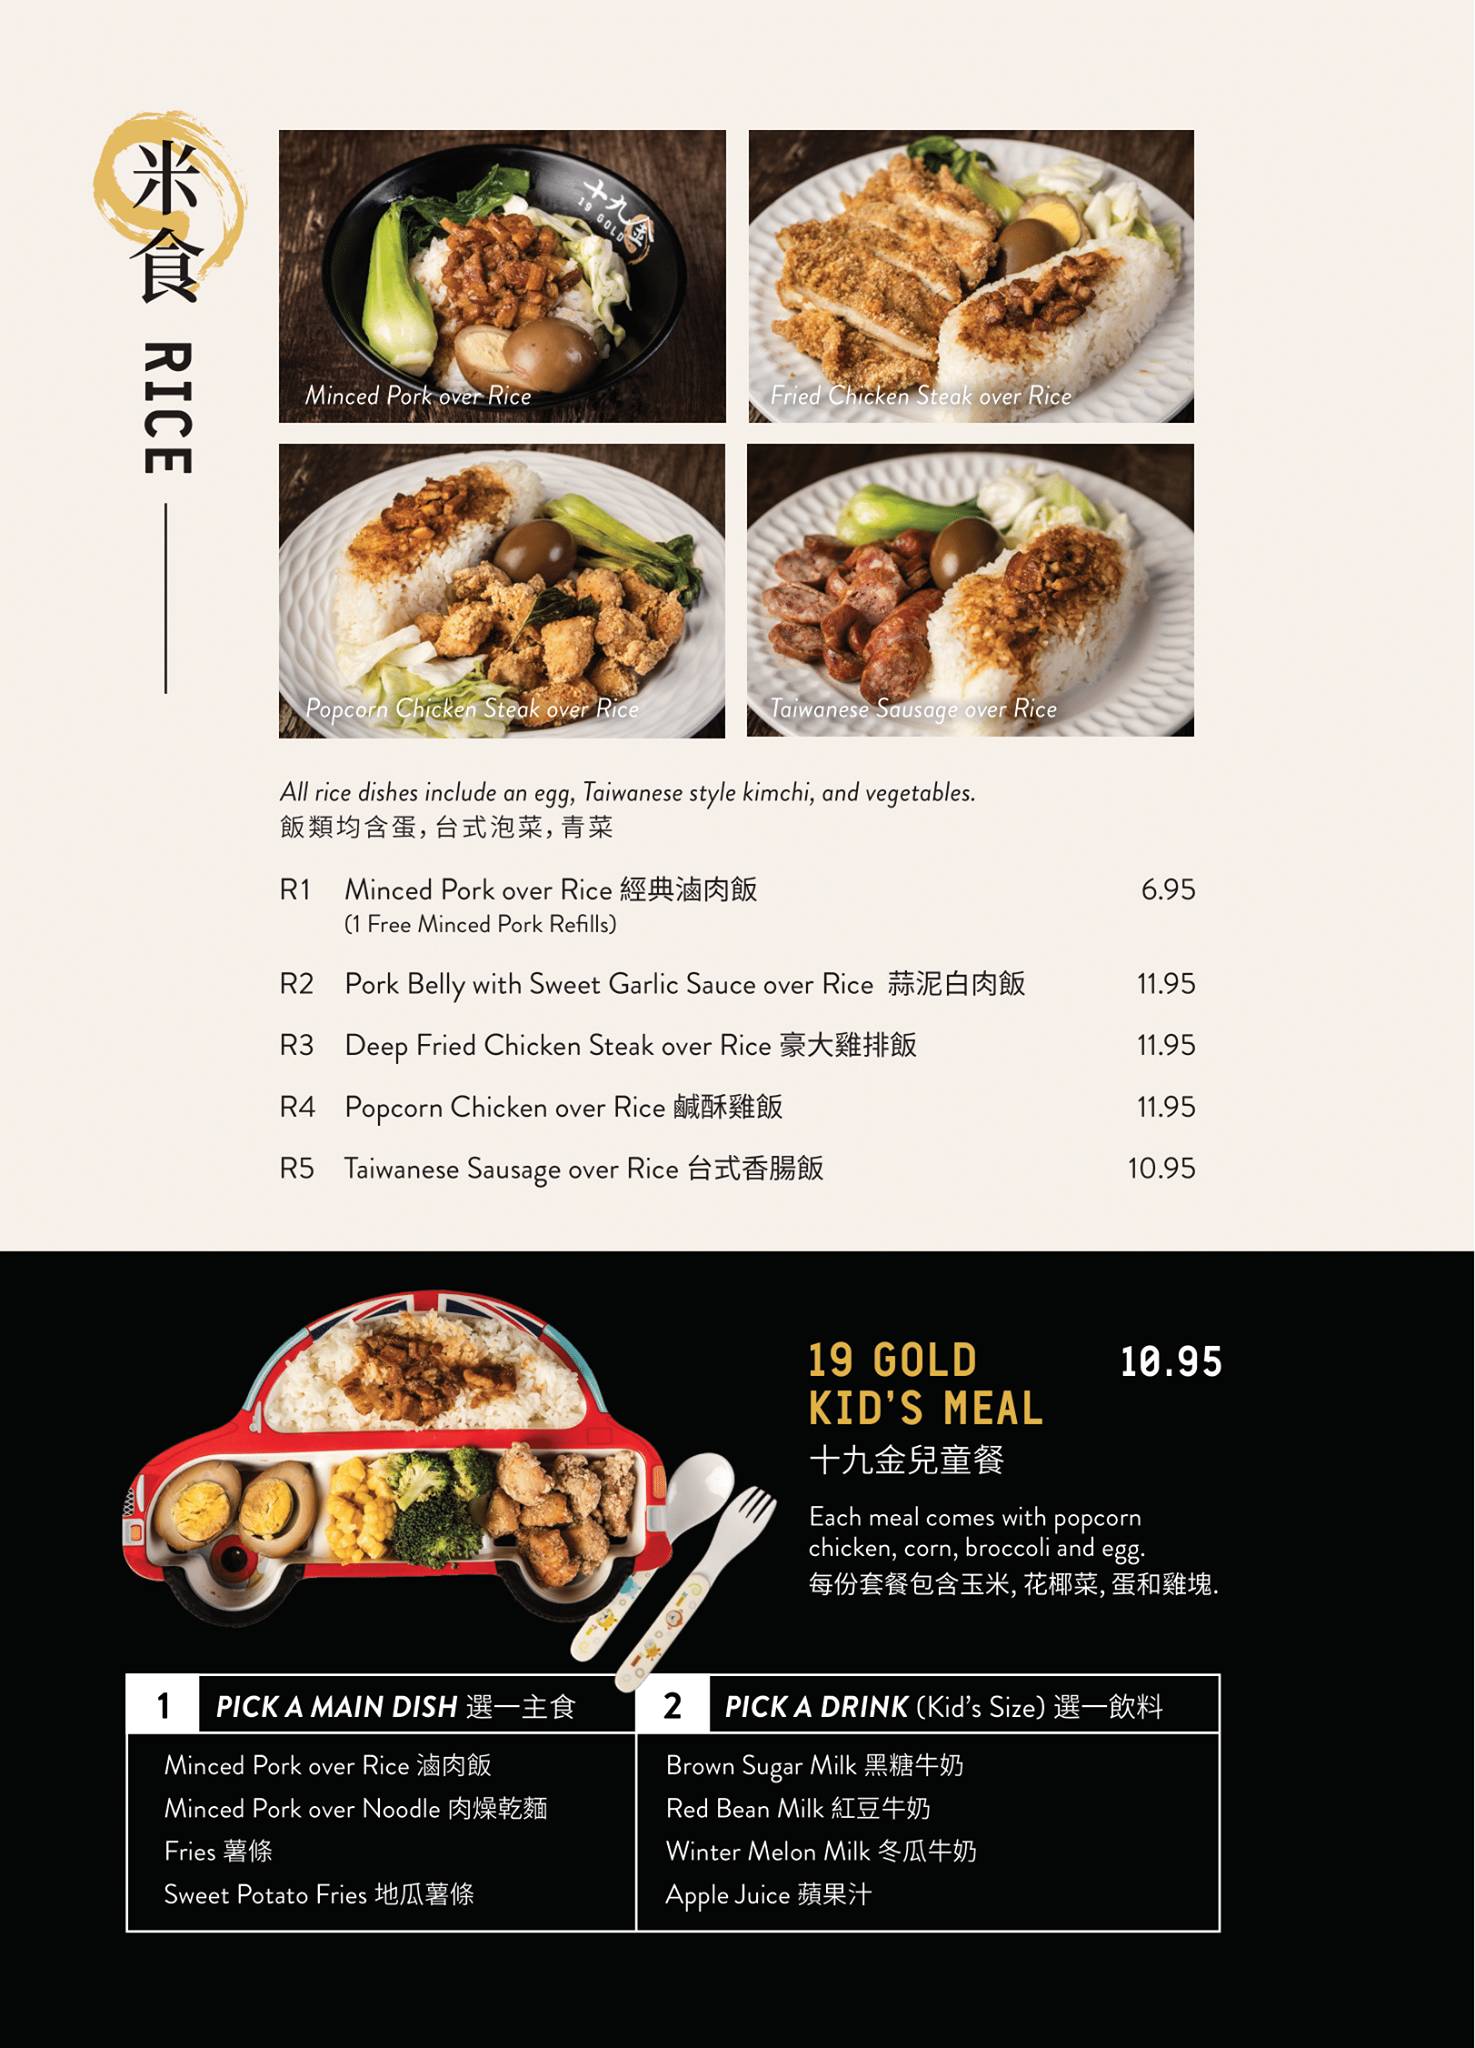 米食 RICE
十九金
19 GOLD
Minced Pork over Rice
Fried Chicken Steak over Rice
Popcorn Chicken Steak over Rice
Taiwanese Sausage over Rice
All rice dishes include an egg, Taiwanese style kimchi, and vegetables.
飯類均含蛋, 台式泡菜, 青菜
R1 Minced Pork over Rice 經典滷肉飯 6.95
(1 Free Minced Pork Refills)
R2 Pork Belly with Sweet Garlic Sauce over Rice 蒜泥白肉飯 11.95
R3 Deep Fried Chicken Steak over Rice 豪大雞排飯 11.95
R4 Popcorn Chicken over Rice 鹹酥雞飯 11.95
R5 Taiwanese Sausage over Rice 台式香腸飯 10.95
19 GOLD 10.95
KID'S MEAL
十九金兒童餐
Each meal comes with popcorn
chicken, corn, broccoli and egg.
每份套餐包含玉米, 花椰菜, 蛋和雞塊.
1 PICK A MAIN DISH 選一主食
Minced Pork over Rice 滷肉飯
Minced Pork over Noodle 肉燥乾麵
Fries 薯條
Sweet Potato Fries 地瓜薯條
2 PICK A DRINK (Kid's Size) 選一飲料
Brown Sugar Milk 黑糖牛奶
Red Bean Milk 紅豆牛奶
Winter Melon Milk 冬瓜牛奶
Apple Juice 蘋果汁